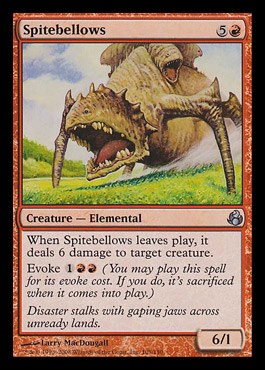 Spitebellows 5
Creature — Elemental
When Spitebellows leaves play, it
deals 6 damage to target creature.
Evoke 1 (You may play this spell
for its evoke cost. If you do, it's sacrificed
when it comes into play.)
Disaster stalks with gaping jaws across
unready lands.
Larry MacDougall
6/1